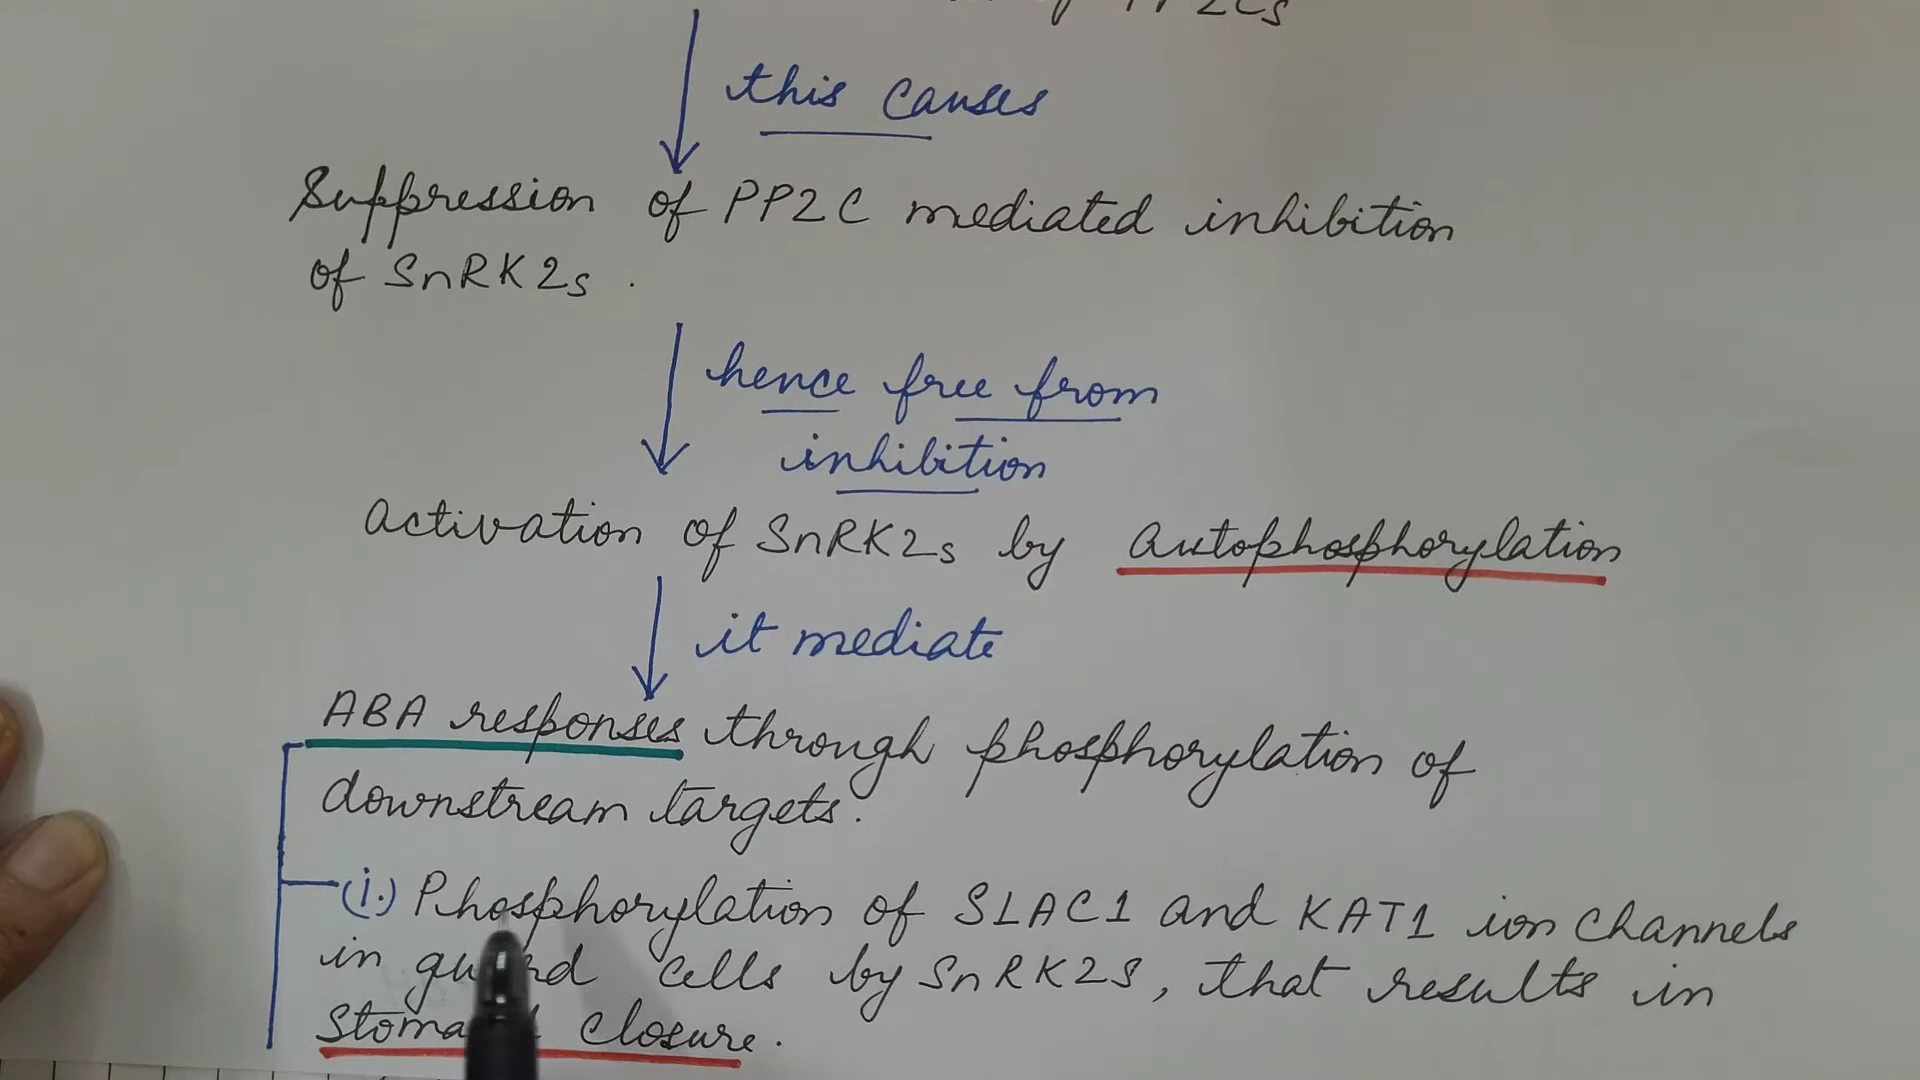 PP2Cs
this causes
Suppression of PP2C mediated inhibition
of SnRK2s.
hence free from
inhibition
Activation of SnRK2s by Autophosphorylation
it mediate
ABA responses through phosphorylation of
downstream targets.
(i.) Phosphorylation of SLAC1 and KAT1 ion channels
in guard cells by SnRK2S, that results in
closure.